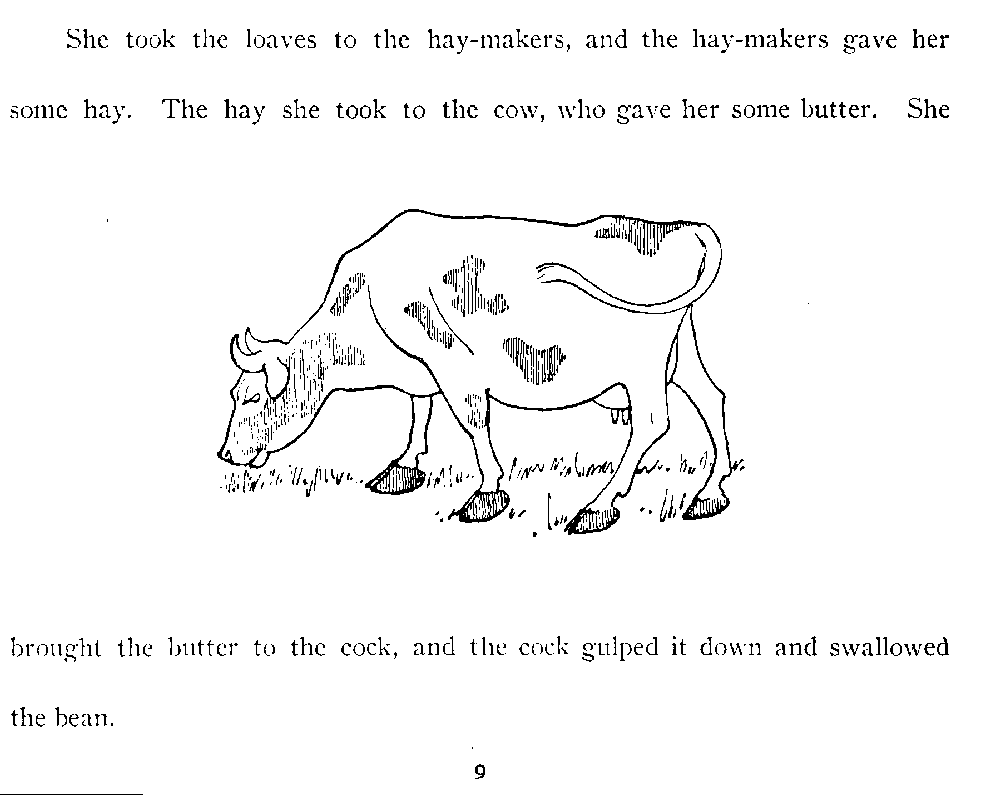 She took the loaves to the hay-makers, and the hay-makers gave her
some hay. The hay she took to the cow, who gave her some butter. She
brought the butter to the cock, and the cock gulped it down and swallowed
the bean.
9